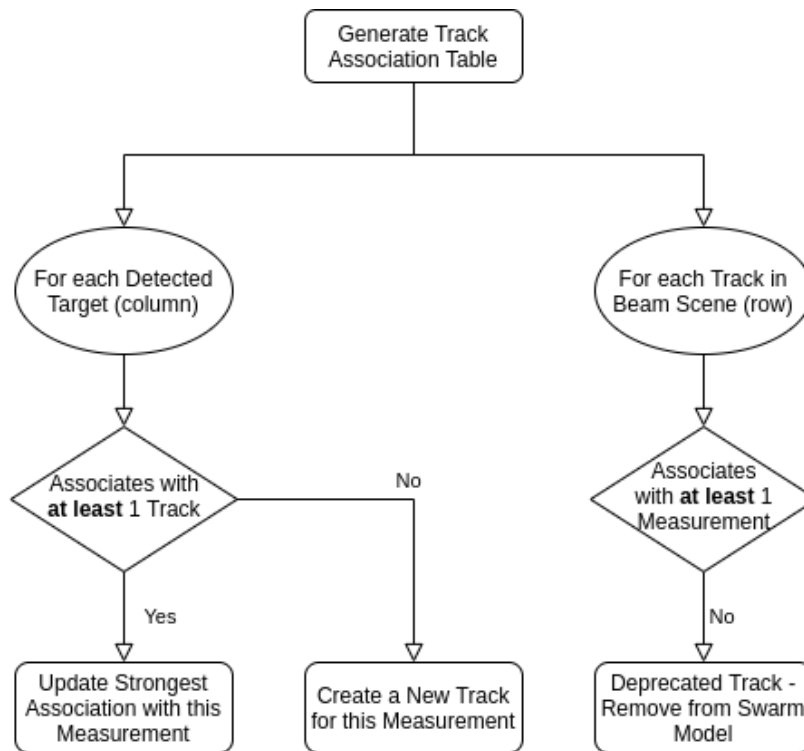 Generate Track
Association Table
For each Detected
Target (column)
For each Track in
Beam Scene (row)
Associates with
at least 1 Track
No
Associates
with at least 1
Measurement
Yes
No
Update Strongest
Association with this
Measurement
Create a New Track
for this Measurement
Deprecated Track -
Remove from Swarm
Model